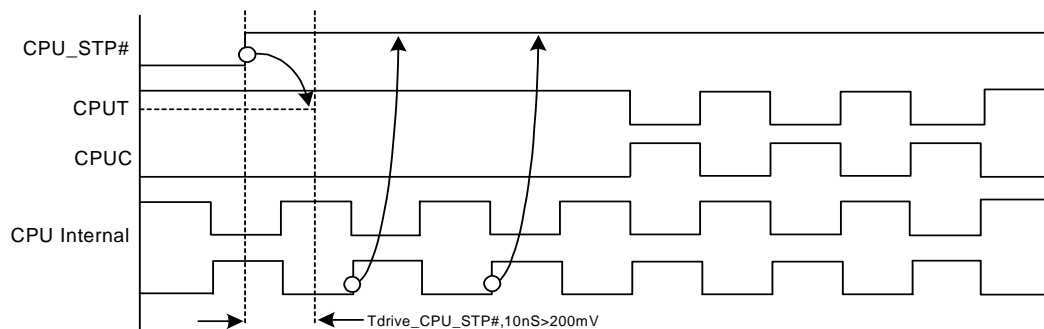 CPU_STP#
CPUT
CPUC
CPU Internal
Tdrive_CPU_STP#,10nS>200mV